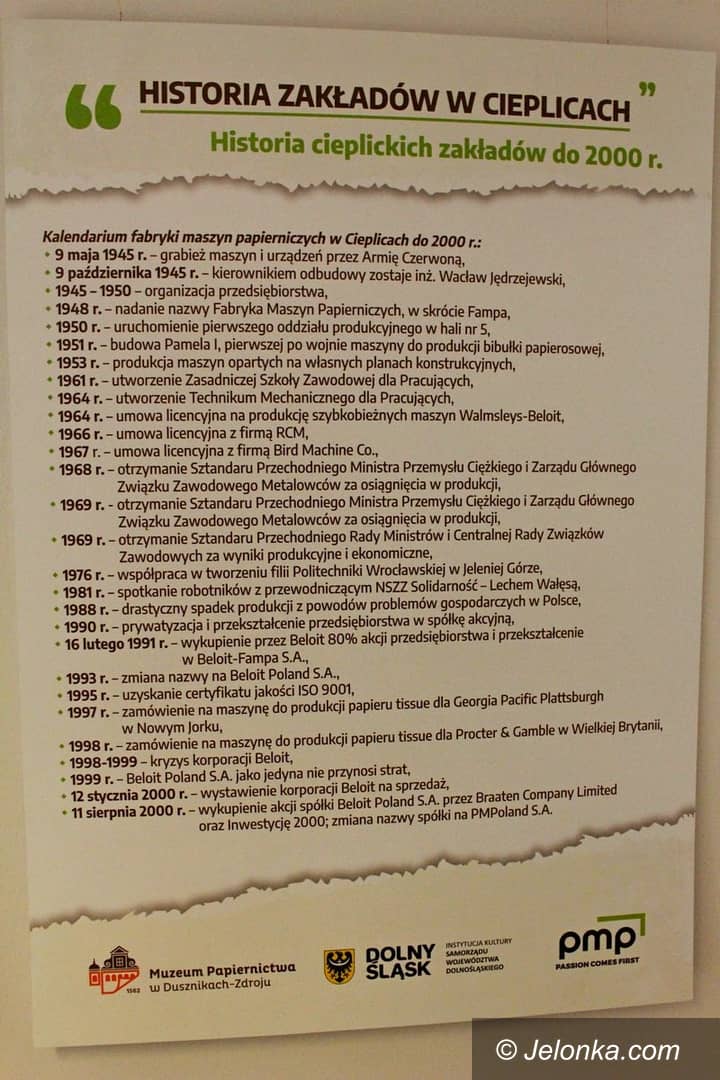 “ HISTORIA ZAKŁADÓW W CIEPLICACH ”
Historia cieplickich zakładów do 2000 r.
Kalendarium fabryki maszyn papierniczych w Cieplicach do 2000 r.:
• 9 maja 1945 r. – grabież maszyn i urządzeń przez Armię Czerwoną,
• 9 października 1945 r. – kierownikiem odbudowy zostaje inż. Wacław Jędrzejewski,
• 1945 – 1950 – organizacja przedsiębiorstwa,
• 1948 r. – nadanie nazwy Fabryka Maszyn Papierniczych, w skrócie Fampa,
• 1950 r. – uruchomienie pierwszego oddziału produkcyjnego w hali nr 5,
• 1951 r. – budowa Pamela I, pierwszej po wojnie maszyny do produkcji bibułki papierosowej,
• 1953 r. – produkcja maszyn opartych na własnych planach konstrukcyjnych,
• 1961 r. – utworzenie Zasadniczej Szkoły Zawodowej dla Pracujących,
• 1964 r. – utworzenie Technikum Mechanicznego dla Pracujących,
• 1964 r. – umowa licencyjna na produkcję szybkobieżnych maszyn Walmsleys-Beloit,
• 1966 r. – umowa licencyjna z firmą RCM,
• 1967 r. – umowa licencyjna z firmą Bird Machine Co.,
• 1968 r. – otrzymanie Sztandaru Przechodniego Ministra Przemysłu Ciężkiego i Zarządu Głównego
Związku Zawodowego Metalowców za osiągnięcia w produkcji,
• 1969 r. - otrzymanie Sztandaru Przechodniego Ministra Przemysłu Ciężkiego i Zarządu Głównego
Związku Zawodowego Metalowców za osiągnięcia w produkcji,
• 1969 r. – otrzymanie Sztandaru Przechodniego Rady Ministrów i Centralnej Rady Związków
Zawodowych za wyniki produkcyjne i ekonomiczne,
• 1976 r. – współpraca w tworzeniu filii Politechniki Wrocławskiej w Jeleniej Górze,
• 1981 r. – spotkanie robotników z przewodniczącym NSZZ Solidarność – Lechem Wałęsą,
• 1988 r. – drastyczny spadek produkcji z powodów problemów gospodarczych w Polsce,
• 1990 r. – prywatyzacja i przekształcenie przedsiębiorstwa w spółkę akcyjną,
• 16 lutego 1991 r. – wykupienie przez Beloit 80% akcji przedsiębiorstwa i przekształcenie
w Beloit-Fampa S.A.,
• 1993 r. – zmiana nazwy na Beloit Poland S.A.,
• 1995 r. – uzyskanie certyfikatu jakości ISO 9001,
• 1997 r. – zamówienie na maszynę do produkcji papieru tissue dla Georgia Pacific Plattsburgh
w Nowym Jorku,
• 1998 r. – zamówienie na maszynę do produkcji papieru tissue dla Procter & Gamble w Wielkiej Brytanii,
• 1998-1999 – kryzys korporacji Beloit,
• 1999 r. – Beloit Poland S.A. jako jedyna nie przynosi strat,
• 12 stycznia 2000 r. – wystawienie korporacji Beloit na sprzedaż,
• 11 sierpnia 2000 r. – wykupienie akcji spółki Beloit Poland S.A. przez Braaten Company Limited
oraz Inwestycję 2000; zmiana nazwy spółki na PMPoland S.A.
1562
Muzeum Papiernictwa
w Dusznikach-Zdroju
DOLNY
ŚLĄSK
INSTYTUCJA KULTURY
SAMORZĄDU
WOJEWÓDZTWA
DOLNOŚLĄSKIEGO
pmp
PASSION COMES FIRST
© Jelonka.com